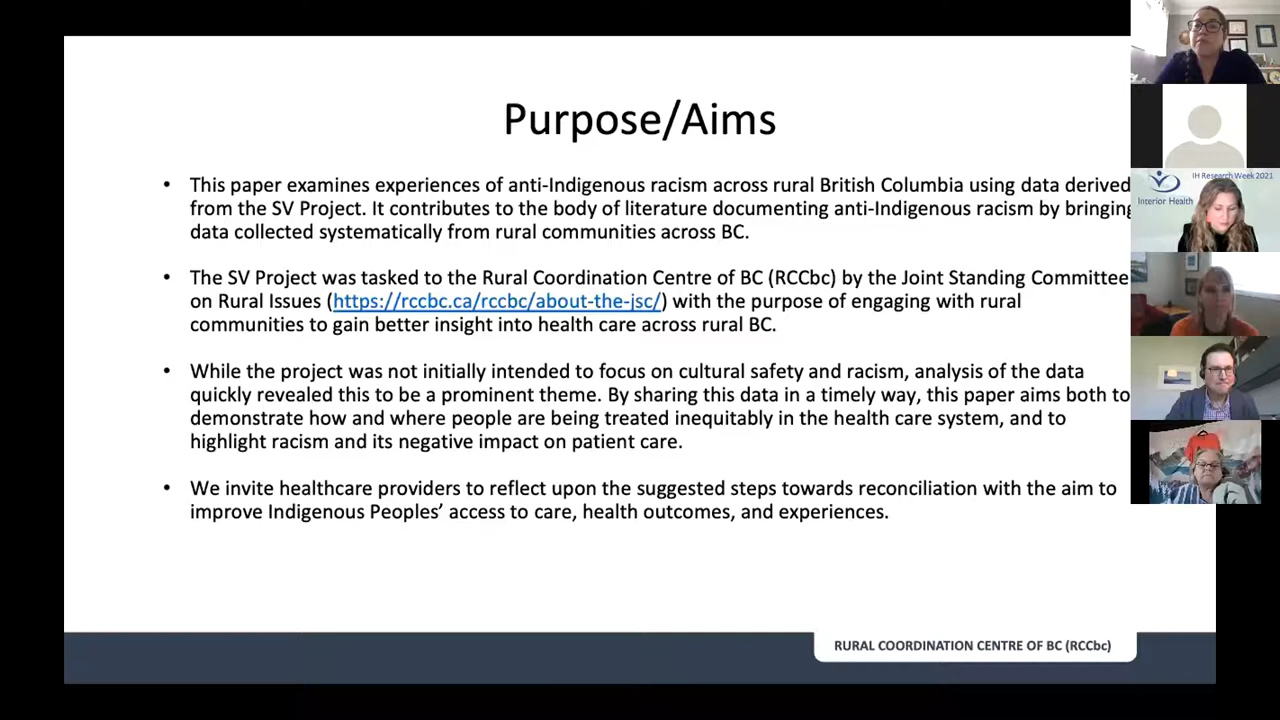 Purpose/Aims
• This paper examines experiences of anti-Indigenous racism across rural British Columbia using data derived
from the SV Project. It contributes to the body of literature documenting anti-Indigenous racism by bringing
data collected systematically from rural communities across BC.
• The SV Project was tasked to the Rural Coordination Centre of BC (RCCbc) by the Joint Standing Committee
on Rural Issues (https://rccbc.ca/rccbc/about-the-jsc/) with the purpose of engaging with rural
communities to gain better insight into health care across rural BC.
• While the project was not initially intended to focus on cultural safety and racism, analysis of the data
quickly revealed this to be a prominent theme. By sharing this data in a timely way, this paper aims both to
demonstrate how and where people are being treated inequitably in the health care system, and to
highlight racism and its negative impact on patient care.
• We invite healthcare providers to reflect upon the suggested steps towards reconciliation with the aim to
improve Indigenous Peoples’ access to care, health outcomes, and experiences.
RURAL COORDINATION CENTRE OF BC (RCCbc)
IH Research Week 2021
Interior Health